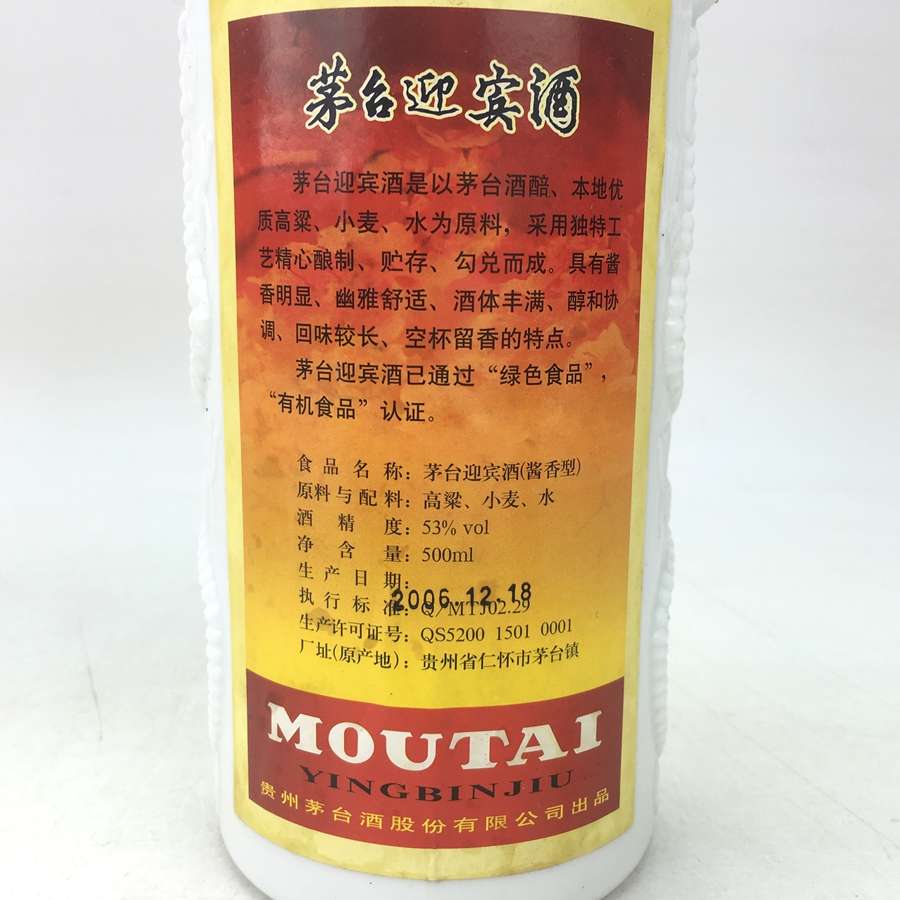 茅台迎宾酒
茅台迎宾酒是以茅台酒醅、本地优
质高粱、小麦、水为原料，采用独特工
艺精心酿制、贮存、勾兑而成。具有酱
香明显、幽雅舒适、酒体丰满、醇和协
调、回味较长、空杯留香的特点。
茅台迎宾酒已通过“绿色食品”，
“有机食品”认证。
食品名称：茅台迎宾酒(酱香型)
原料与配料：高粱、小麦、水
酒精度：53% vol
净含量：500ml
生产日期：2006.12.18
执行标准：Q/MTJ02.29
生产许可证号：QS5200 1501 0001
厂址(原产地)：贵州省仁怀市茅台镇
MOUTAI
YINGBINJIU
贵州茅台酒股份有限公司出品